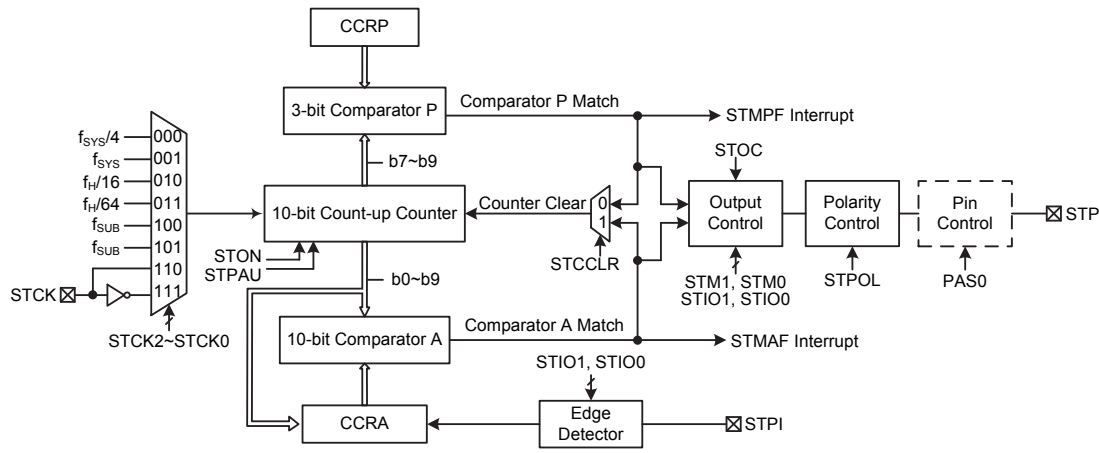 CCRP
3-bit Comparator P
Comparator P Match
STMPF Interrupt
b7~b9
STOC
fSYS/4
000
fSYS
001
fH/16
010
fH/64
011
fSUB
100
fSUB
101
110
111
STCK
STCK2~STCK0
10-bit Count-up Counter
Counter Clear
0
1
STCCLR
Output
Control
Polarity
Control
Pin
Control
STP
STON
STPAU
STM1, STM0
STIO1, STIO0
STPOL
PAS0
b0~b9
10-bit Comparator A
Comparator A Match
STMAF Interrupt
STIO1, STIO0
CCRA
Edge
Detector
STPI